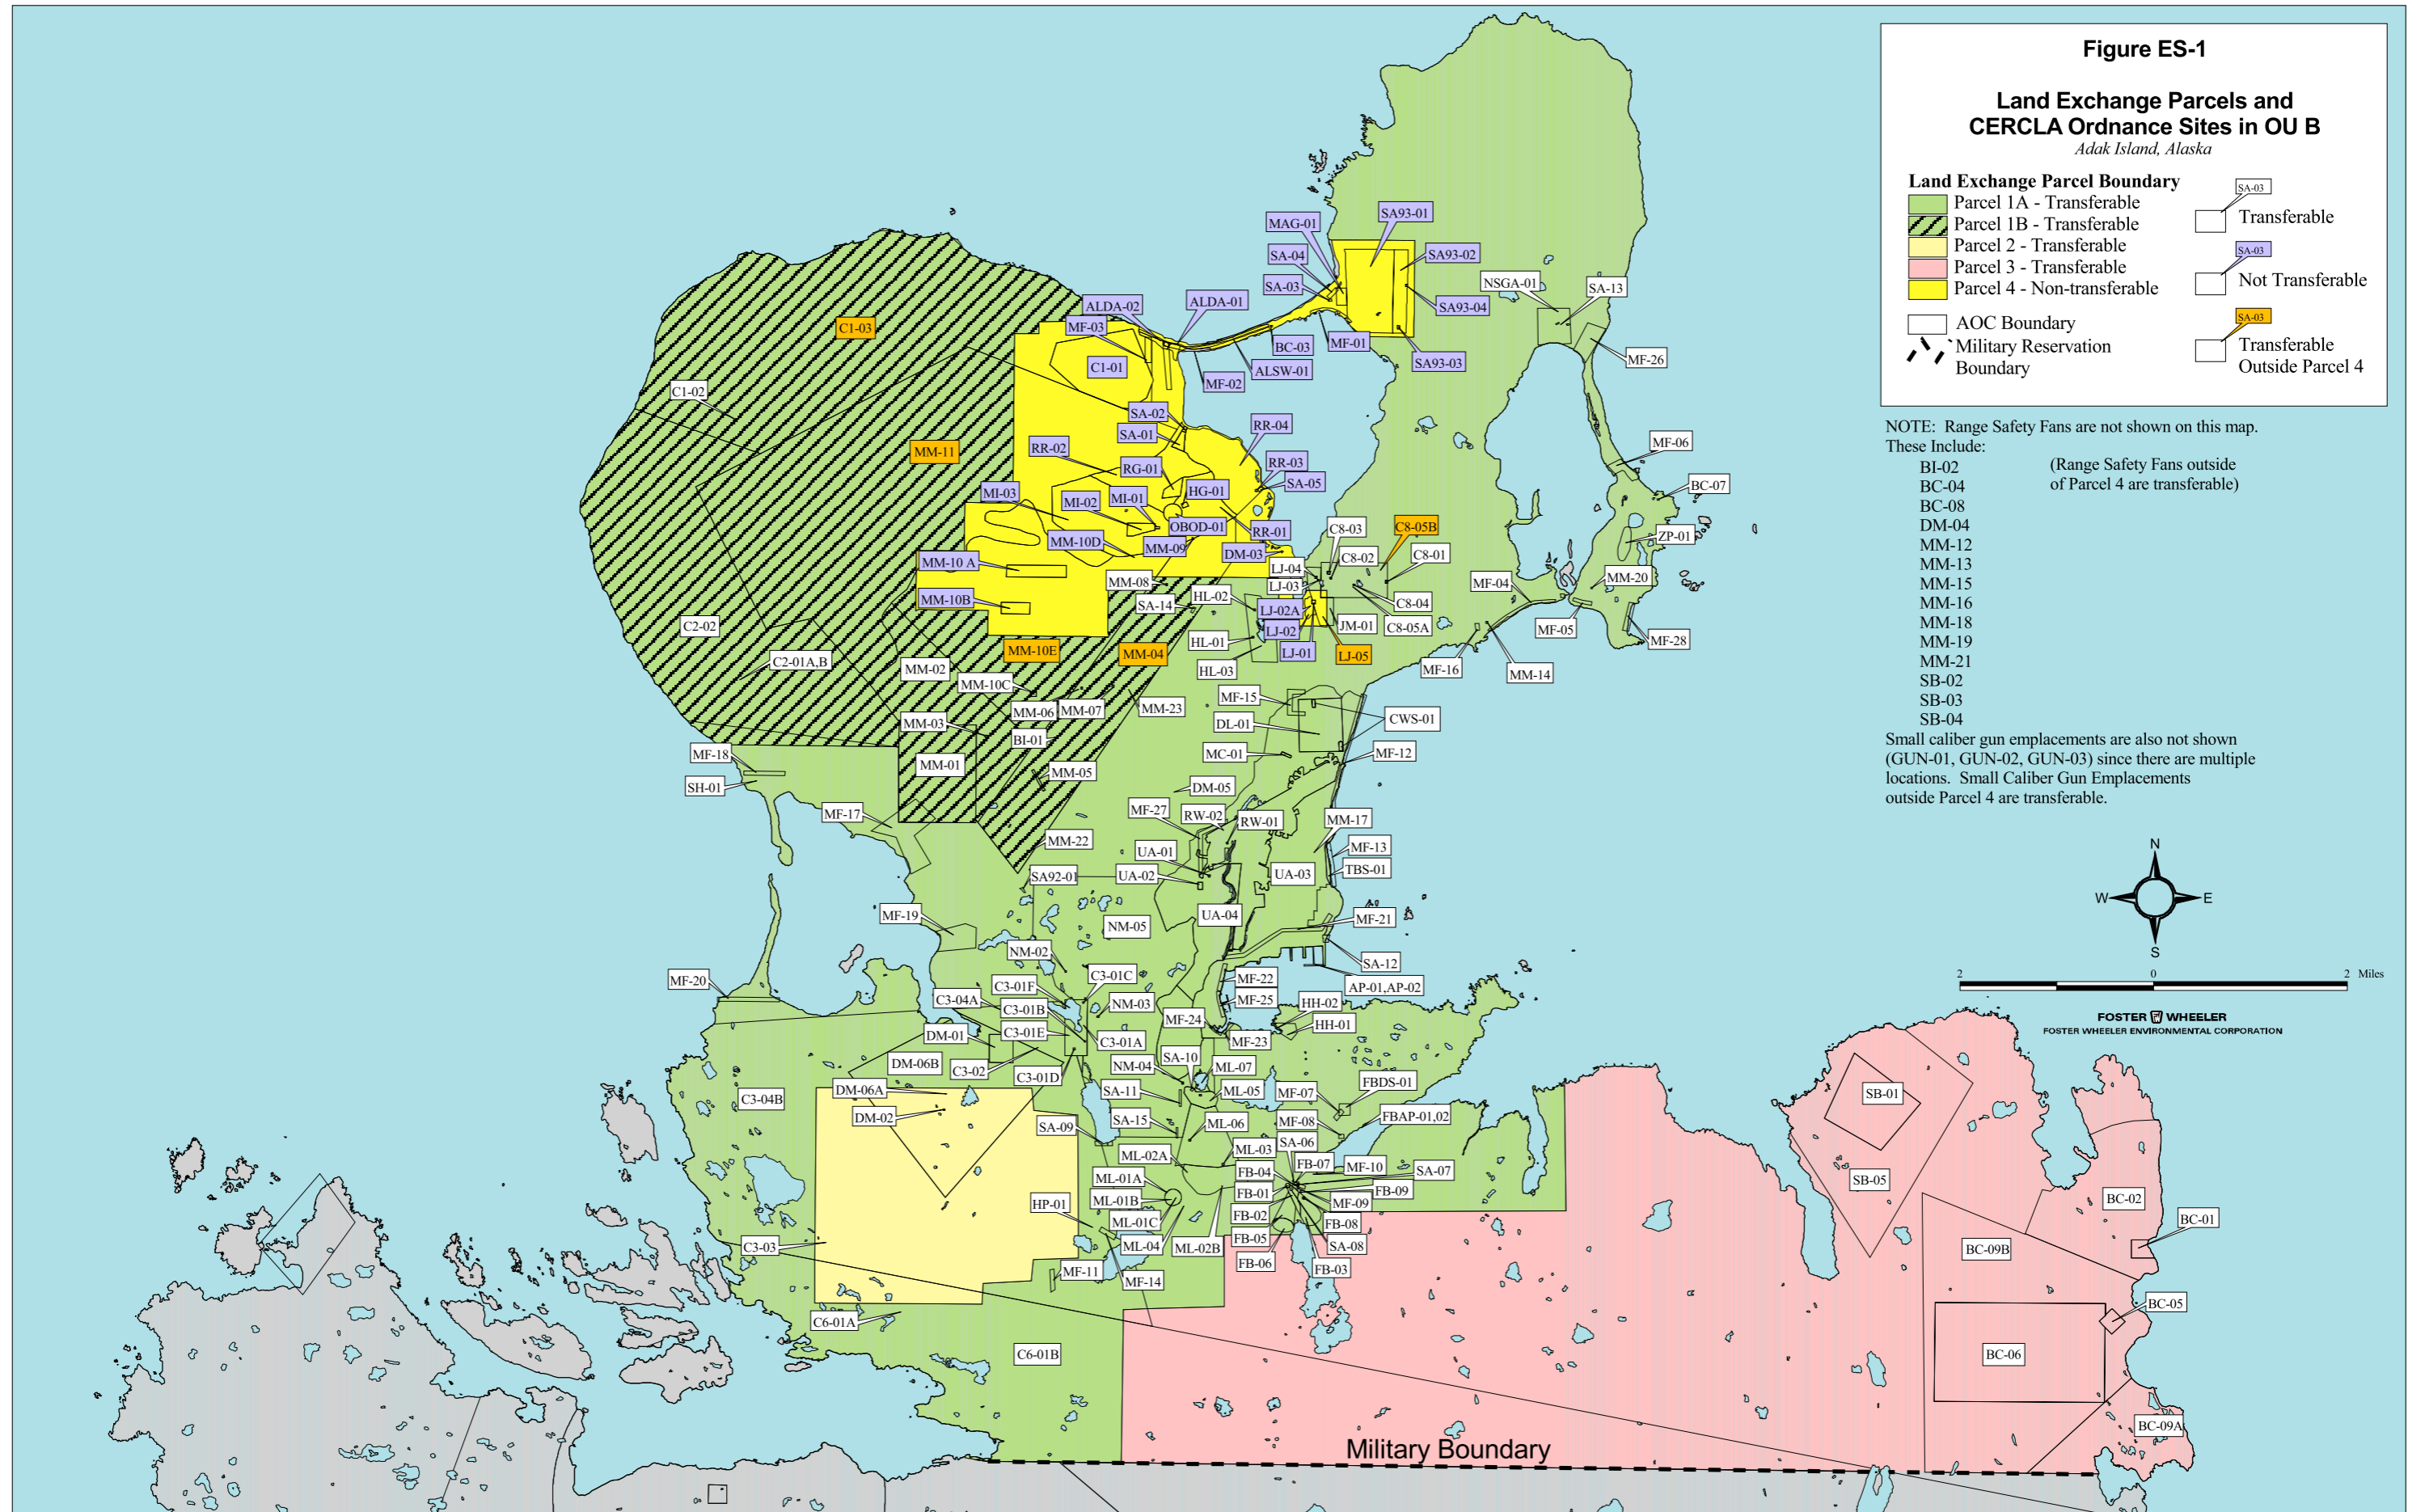 Figure ES-1
Land Exchange Parcels and
CERCLA Ordnance Sites in OU B
Adak Island, Alaska
Land Exchange Parcel Boundary
Parcel 1A - Transferable
Parcel 1B - Transferable
Parcel 2 - Transferable
Parcel 3 - Transferable
Parcel 4 - Non-transferable
AOC Boundary
Military Reservation
Boundary
SA-03
Transferable
SA-03
Not Transferable
SA-03
Transferable
Outside Parcel 4
NOTE: Range Safety Fans are not shown on this map.
These Include:
BI-02
BC-04
BC-08
DM-04
MM-12
MM-13
MM-15
MM-16
MM-18
MM-19
MM-21
SB-02
SB-03
SB-04
(Range Safety Fans outside
of Parcel 4 are transferable)
Small caliber gun emplacements are also not shown
(GUN-01, GUN-02, GUN-03) since there are multiple
locations. Small Caliber Gun Emplacements
outside Parcel 4 are transferable.
N
W
E
S
2
0
2 Miles
FOSTER WHEELER
FOSTER WHEELER ENVIRONMENTAL CORPORATION
MAG-01
SA93-01
SA-04
SA93-02
SA-03
NSGA-01
SA-13
ALDA-02
ALDA-01
SA93-04
C1-03
MF-03
BC-03
MF-01
MF-26
SA93-03
C1-01
ALSW-01
MF-02
C1-02
SA-02
SA-01
RR-04
MF-06
MM-11
RR-02
RG-01
RR-03
SA-05
BC-07
MI-03
MI-02
MI-01
HG-01
OBOD-01
RR-01
C8-03
C8-05B
ZP-01
MM-10D
MM-09
DM-03
C8-02
C8-01
MM-10 A
LJ-04
MM-08
LJ-03
MF-04
MM-20
MM-10B
SA-14
HL-02
LJ-02A
C8-04
C2-02
LJ-02
JM-01
C8-05A
MF-05
MF-28
HL-01
MM-10E
MM-04
LJ-01
LJ-05
C2-01A,B
MM-02
HL-03
MF-16
MM-14
MM-10C
MF-15
MM-06
MM-07
MM-23
CWS-01
MM-03
DL-01
BI-01
MF-18
MC-01
MF-12
MM-01
MM-05
SH-01
DM-05
MF-17
MF-27
RW-02
RW-01
MM-17
MM-22
MF-13
UA-01
TBS-01
SA92-01
UA-02
UA-03
MF-19
UA-04
MF-21
NM-05
NM-02
SA-12
MF-20
C3-01C
MF-22
C3-01F
AP-01,AP-02
C3-04A
NM-03
MF-25
HH-02
C3-01B
MF-24
HH-01
DM-01
C3-01E
C3-01A
MF-23
DM-06B
SA-10
C3-02
C3-01D
NM-04
ML-07
DM-06A
SA-11
ML-05
MF-07
FBDS-01
C3-04B
SB-01
DM-02
SA-15
ML-06
MF-08
FBAP-01,02
SA-09
SA-06
ML-02A
ML-03
FB-07
MF-10
SA-07
FB-04
ML-01A
SB-05
FB-01
FB-09
HP-01
ML-01B
MF-09
BC-02
FB-02
ML-01C
FB-08
BC-01
C3-03
ML-04
ML-02B
FB-05
SA-08
BC-09B
FB-06
FB-03
MF-11
MF-14
BC-05
C6-01A
C6-01B
BC-06
BC-09A
Military Boundary